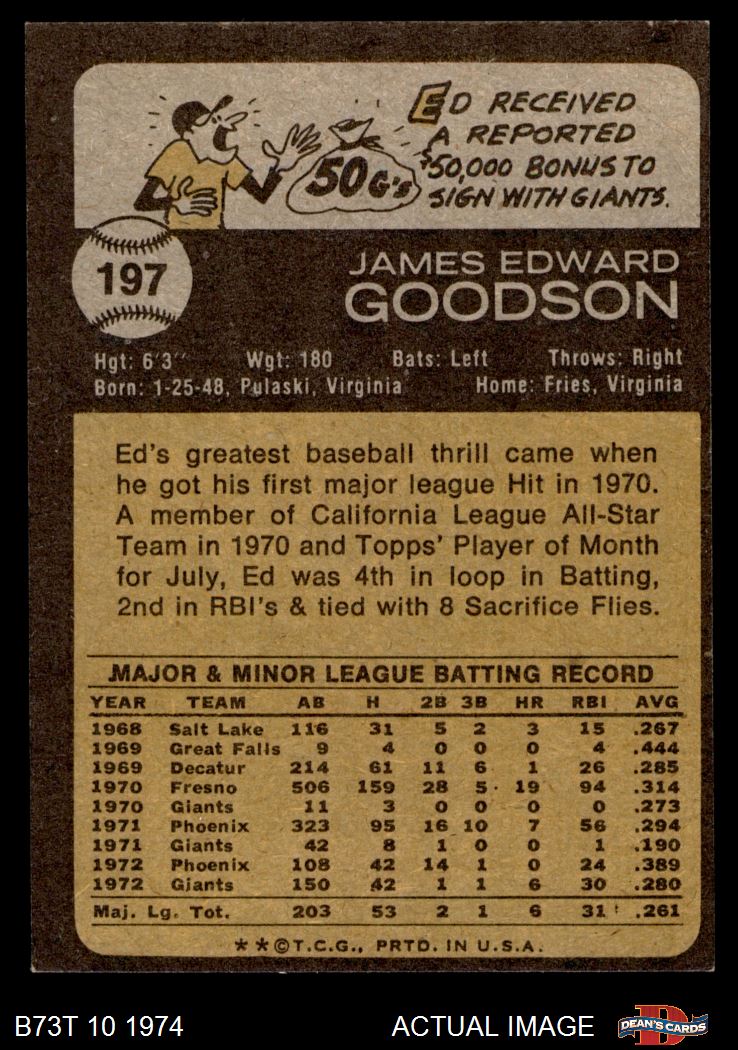 ED RECEIVED
A REPORTED
$50,000 BONUS TO
SIGN WITH GIANTS.
50 G's
197
JAMES EDWARD
GOODSON
Hgt: 6'3" Wgt: 180 Bats: Left Throws: Right
Born: 1-25-48, Pulaski, Virginia Home: Fries, Virginia
Ed's greatest baseball thrill came when
he got his first major league Hit in 1970.
A member of California League All-Star
Team in 1970 and Topps' Player of Month
for July, Ed was 4th in loop in Batting,
2nd in RBI's & tied with 8 Sacrifice Flies.
MAJOR & MINOR LEAGUE BATTING RECORD
YEAR TEAM AB H 2B 3B HR RBI AVG
1968 Salt Lake 116 31 5 2 3 15 .267
1969 Great Falls 9 4 0 0 0 4 .444
1969 Decatur 214 61 11 6 1 26 .285
1970 Fresno 506 159 28 5 19 94 .314
1970 Giants 11 3 0 0 0 0 .273
1971 Phoenix 323 95 16 10 7 56 .294
1971 Giants 42 8 1 0 0 1 .190
1972 Phoenix 108 42 14 1 0 24 .389
1972 Giants 150 42 1 1 6 30 .280
Maj. Lg. Tot. 203 53 2 1 6 31 .261
**©T.C.G., PRTD. IN U.S.A.
B73T 10 1974 ACTUAL IMAGE
D
DEAN'S CARDS